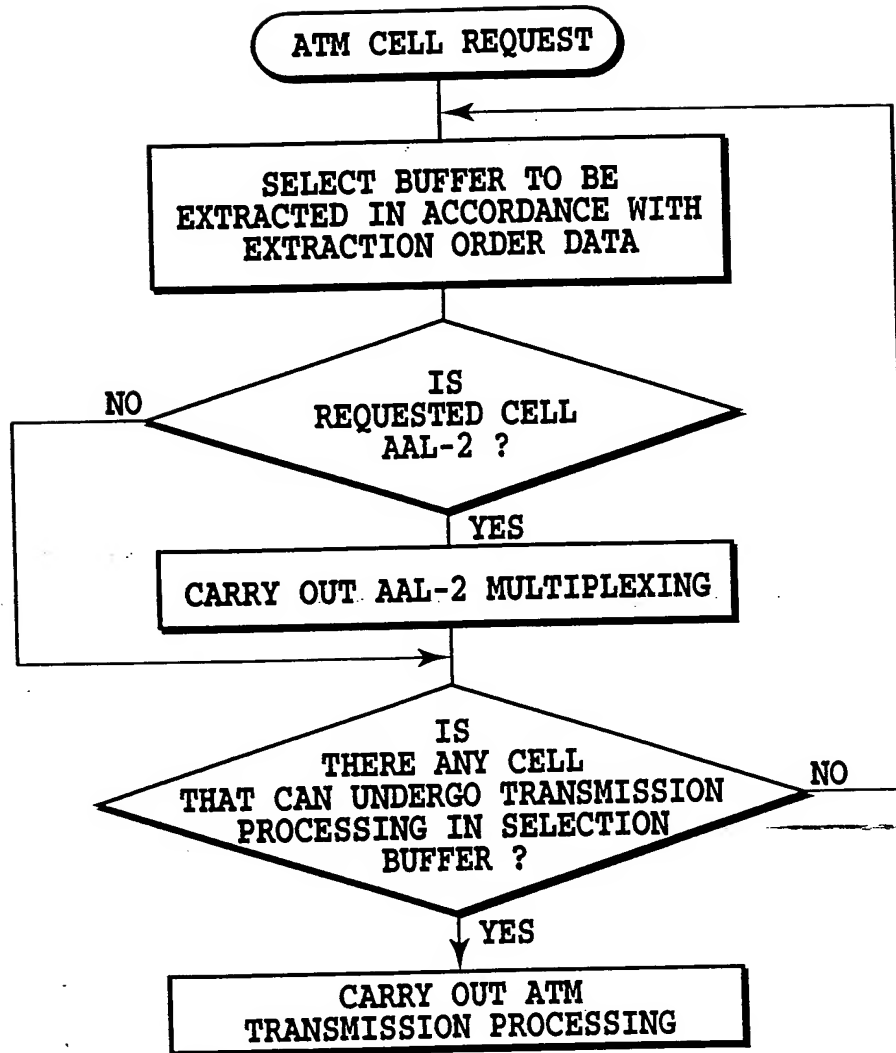 ATM CELL REQUEST
SELECT BUFFER TO BE
EXTRACTED IN ACCORDANCE WITH
EXTRACTION ORDER DATA
IS
REQUESTED CELL
AAL-2 ?
NO
YES
CARRY OUT AAL-2 MULTIPLEXING
IS
THERE ANY CELL
THAT CAN UNDERGO TRANSMISSION
PROCESSING IN SELECTION
BUFFER ?
NO
YES
CARRY OUT ATM
TRANSMISSION PROCESSING